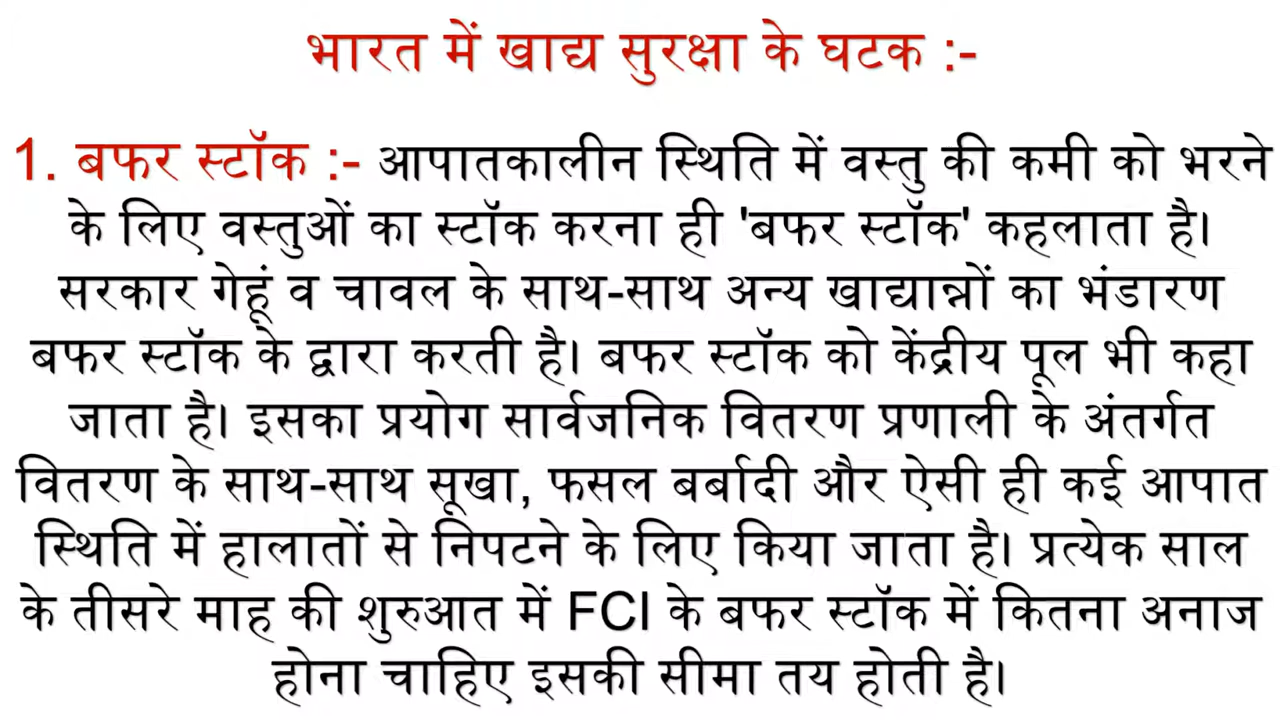 भारत में खाद्य सुरक्षा के घटक :-
1. बफर स्टॉक :- आपातकालीन स्थिति में वस्तु की कमी को भरने
के लिए वस्तुओं का स्टॉक करना ही 'बफर स्टॉक' कहलाता है।
सरकार गेहूं व चावल के साथ-साथ अन्य खाद्यान्नों का भंडारण
बफर स्टॉक के द्वारा करती है। बफर स्टॉक को केंद्रीय पूल भी कहा
जाता है। इसका प्रयोग सार्वजनिक वितरण प्रणाली के अंतर्गत
वितरण के साथ-साथ सूखा, फसल बर्बादी और ऐसी ही कई आपात
स्थिति में हालातों से निपटने के लिए किया जाता है। प्रत्येक साल
के तीसरे माह की शुरुआत में FCI के बफर स्टॉक में कितना अनाज
होना चाहिए इसकी सीमा तय होती है।